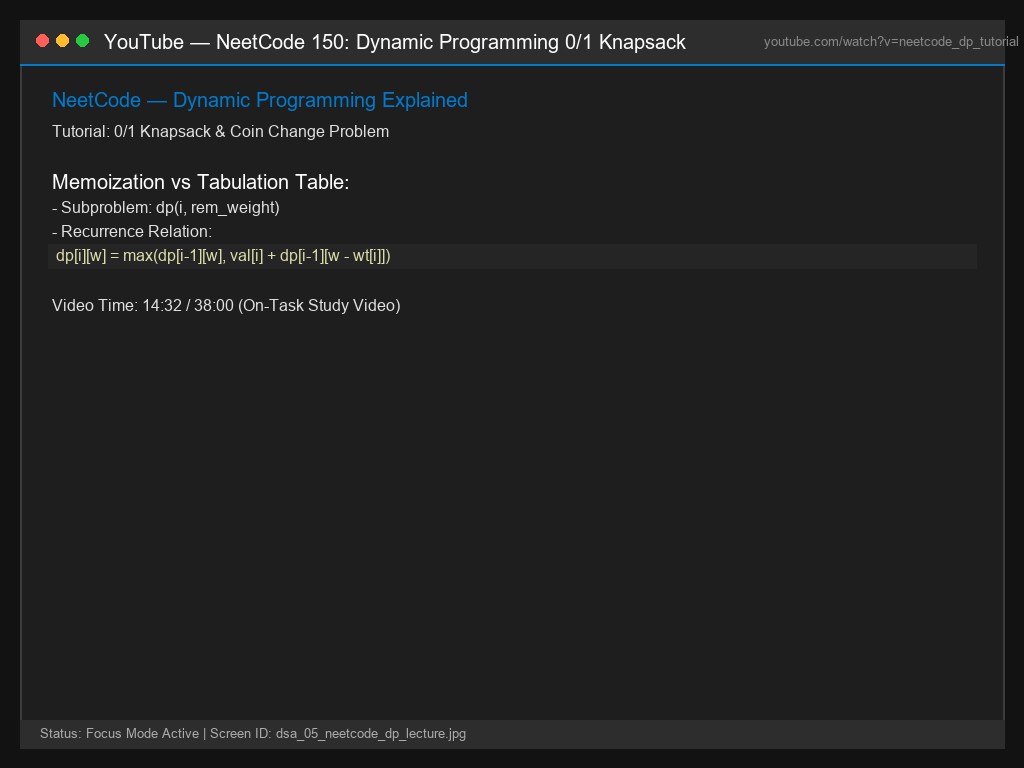 YouTube — NeetCode 150: Dynamic Programming 0/1 Knapsack
youtube.com/watch?v=neetcode_dp_tutorial
NeetCode — Dynamic Programming Explained
Tutorial: 0/1 Knapsack & Coin Change Problem
Memoization vs Tabulation Table:
- Subproblem: dp(i, rem_weight)
- Recurrence Relation:
dp[i][w] = max(dp[i-1][w], val[i] + dp[i-1][w - wt[i]])
Video Time: 14:32 / 38:00 (On-Task Study Video)
Status: Focus Mode Active | Screen ID: dsa_05_neetcode_dp_lecture.jpg